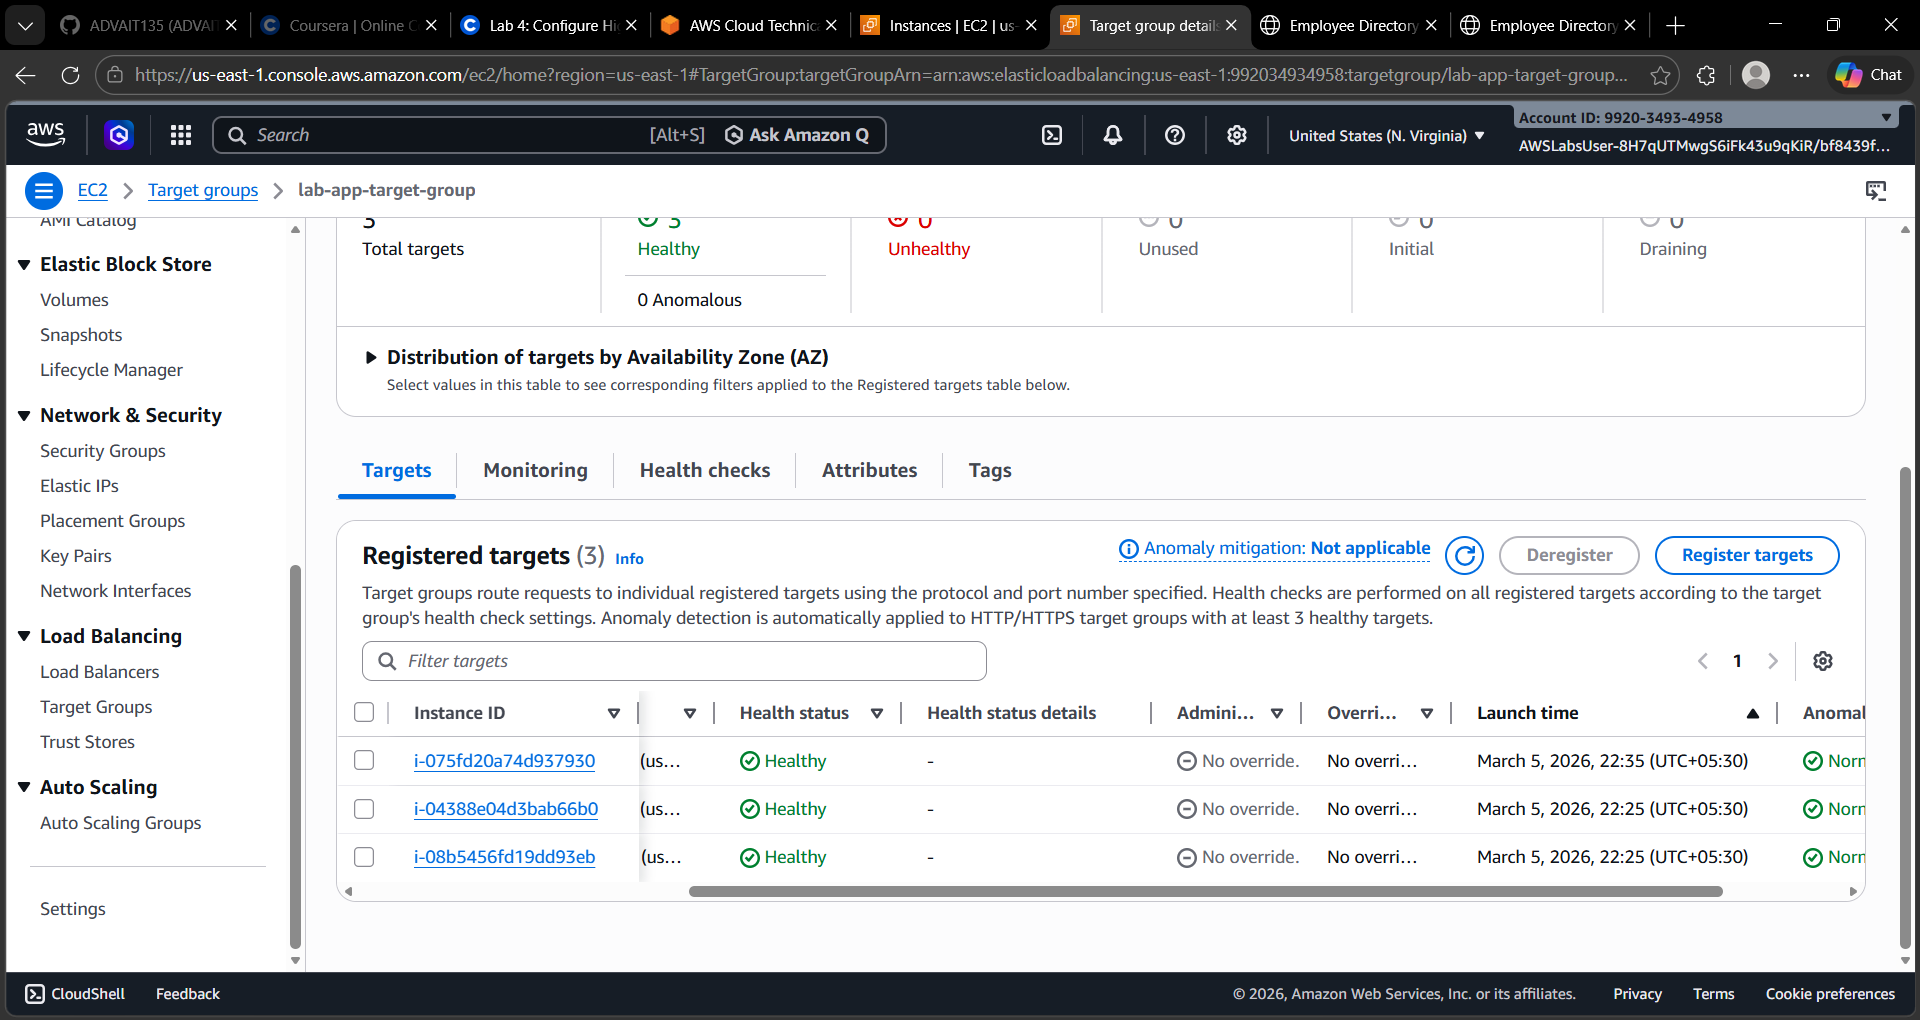 ADVAIT135 (ADVAI
Coursera | Online C
Lab 4: Configure Hi
AWS Cloud Technic
Instances | EC2 | us-
Target group details
Employee Directory
Employee Directory
https://us-east-1.console.aws.amazon.com/ec2/home?region=us-east-1#TargetGroup:targetGroupArn=arn:aws:elasticloadbalancing:us-east-1:992034934958:targetgroup/lab-app-target-group...
Chat
aws
Search
[Alt+S]
Ask Amazon Q
United States (N. Virginia)
Account ID: 9920-3493-4958
AWSLabsUser-8H7qUTMwgS6iFk43u9qKiR/bf8439f...
EC2
Target groups
lab-app-target-group
AMI Catalog
Elastic Block Store
Volumes
Snapshots
Lifecycle Manager
Network & Security
Security Groups
Elastic IPs
Placement Groups
Key Pairs
Network Interfaces
Load Balancing
Load Balancers
Target Groups
Trust Stores
Auto Scaling
Auto Scaling Groups
Settings
3
Total targets
3
Healthy
0 Anomalous
0
Unhealthy
0
Unused
0
Initial
0
Draining
Distribution of targets by Availability Zone (AZ)
Select values in this table to see corresponding filters applied to the Registered targets table below.
Targets
Monitoring
Health checks
Attributes
Tags
Registered targets (3) Info
Anomaly mitigation: Not applicable
Deregister
Register targets
Target groups route requests to individual registered targets using the protocol and port number specified. Health checks are performed on all registered targets according to the target
group's health check settings. Anomaly detection is automatically applied to HTTP/HTTPS target groups with at least 3 healthy targets.
Filter targets
1
Instance ID Health status Health status details Admini... Overri... Launch time Anomal
i-075fd20a74d937930 (us... Healthy - No override. No overri... March 5, 2026, 22:35 (UTC+05:30) Norn
i-04388e04d3bab66b0 (us... Healthy - No override. No overri... March 5, 2026, 22:25 (UTC+05:30) Norn
i-08b5456fd19dd93eb (us... Healthy - No override. No overri... March 5, 2026, 22:25 (UTC+05:30) Norn
CloudShell
Feedback
© 2026, Amazon Web Services, Inc. or its affiliates.
Privacy
Terms
Cookie preferences